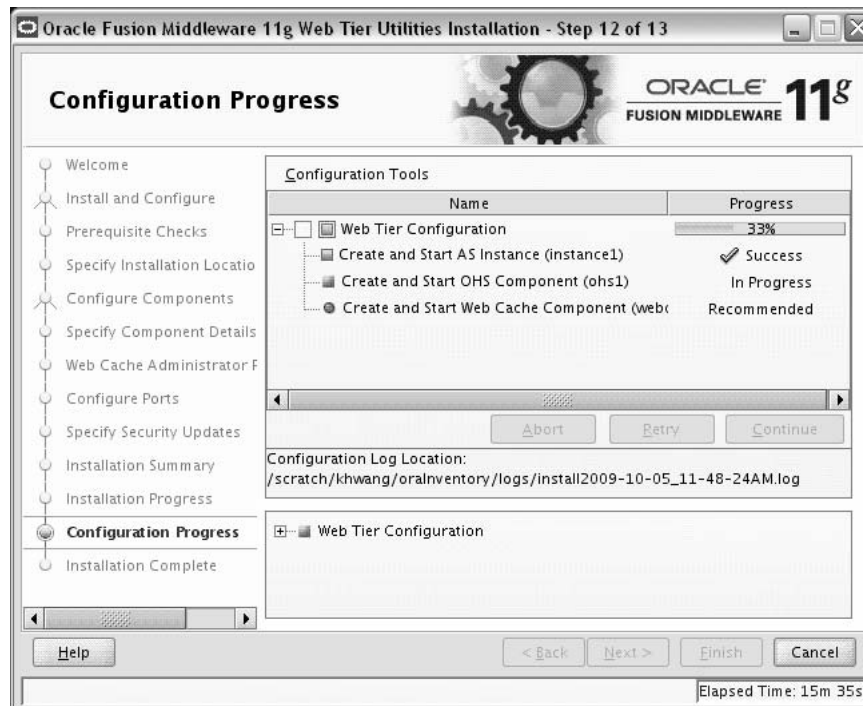 Oracle Fusion Middleware 11g Web Tier Utilities Installation - Step 12 of 13
Configuration Progress
ORACLE
FUSION MIDDLEWARE 11g
Welcome
Install and Configure
Prerequisite Checks
Specify Installation Locatio
Configure Components
Specify Component Details
Web Cache Administrator P
Configure Ports
Specify Security Updates
Installation Summary
Installation Progress
Configuration Progress
Installation Complete
Configuration Tools
Name Progress
Web Tier Configuration 33%
Create and Start AS Instance (instance1) Success
Create and Start OHS Component (ohs1) In Progress
Create and Start Web Cache Component (webc Recommended
Abort Retry Continue
Configuration Log Location:
/scratch/khwang/oraInventory/logs/install2009-10-05_11-48-24AM.log
Web Tier Configuration
Help < Back Next > Finish Cancel
Elapsed Time: 15m 35s